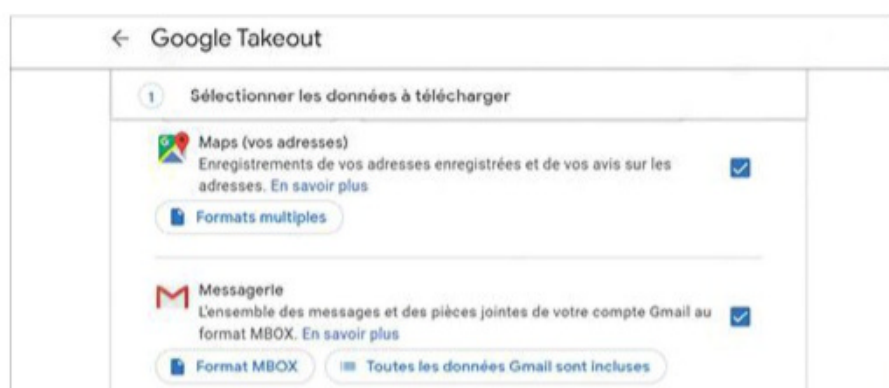 ← Google Takeout
1 Sélectionner les données à télécharger
Maps (vos adresses)
Enregistrements de vos adresses enregistrées et de vos avis sur les
adresses. En savoir plus
Formats multiples
Messagerie
L'ensemble des messages et des pièces jointes de votre compte Gmail au
format MBOX. En savoir plus
Format MBOX
Toutes les données Gmail sont incluses